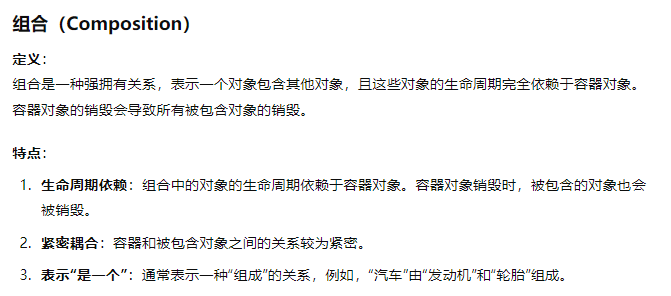 组合（Composition）
定义：
组合是一种强拥有关系，表示一个对象包含其他对象，且这些对象的生命周期完全依赖于容器对象。
容器对象的销毁会导致所有被包含对象的销毁。
特点：
1. 生命周期依赖：组合中的对象的生命周期依赖于容器对象。容器对象销毁时，被包含的对象也会
被销毁。
2. 紧密耦合：容器和被包含对象之间的关系较为紧密。
3. 表示“是一个”：通常表示一种“组成”的关系，例如，“汽车”由“发动机”和“轮胎”组成。